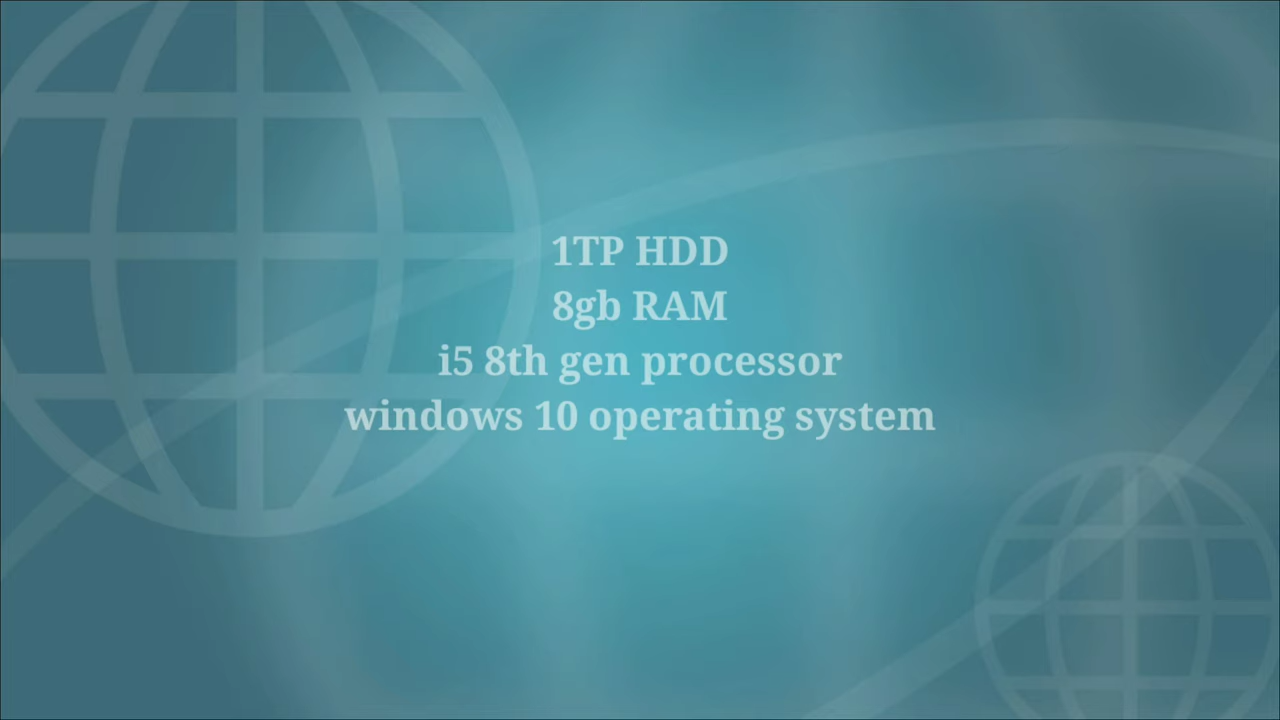 1TP HDD
8gb RAM
i5 8th gen processor
windows 10 operating system